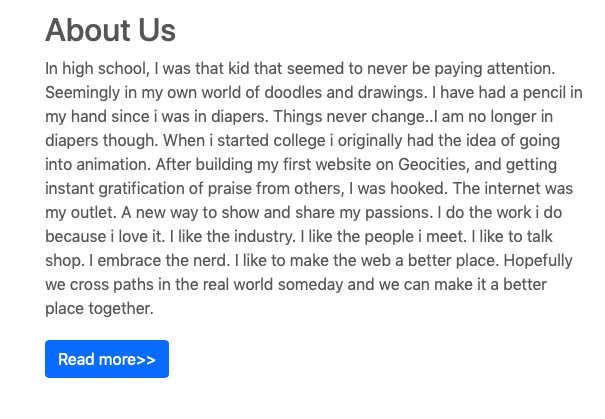 About Us
In high school, I was that kid that seemed to never be paying attention.
Seemingly in my own world of doodles and drawings. I have had a pencil in
my hand since i was in diapers. Things never change..I am no longer in
diapers though. When i started college i originally had the idea of going
into animation. After building my first website on Geocities, and getting
instant gratification of praise from others, I was hooked. The internet was
my outlet. A new way to show and share my passions. I do the work i do
because i love it. I like the industry. I like the people i meet. I like to talk
shop. I embrace the nerd. I like to make the web a better place. Hopefully
we cross paths in the real world someday and we can make it a better
place together.
Read more>>